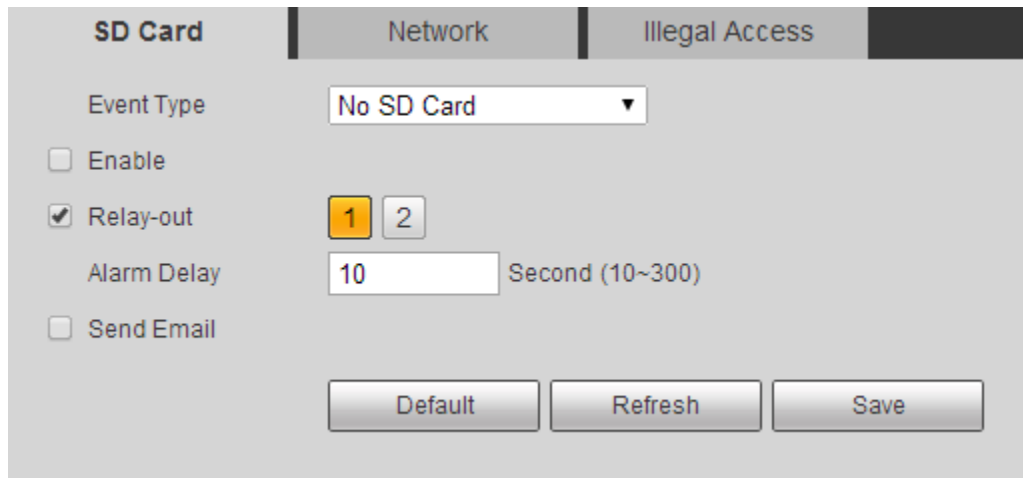 SD Card Network Illegal Access
Event Type No SD Card
Enable
Relay-out 1 2
Alarm Delay 10 Second (10~300)
Send Email
Default Refresh Save